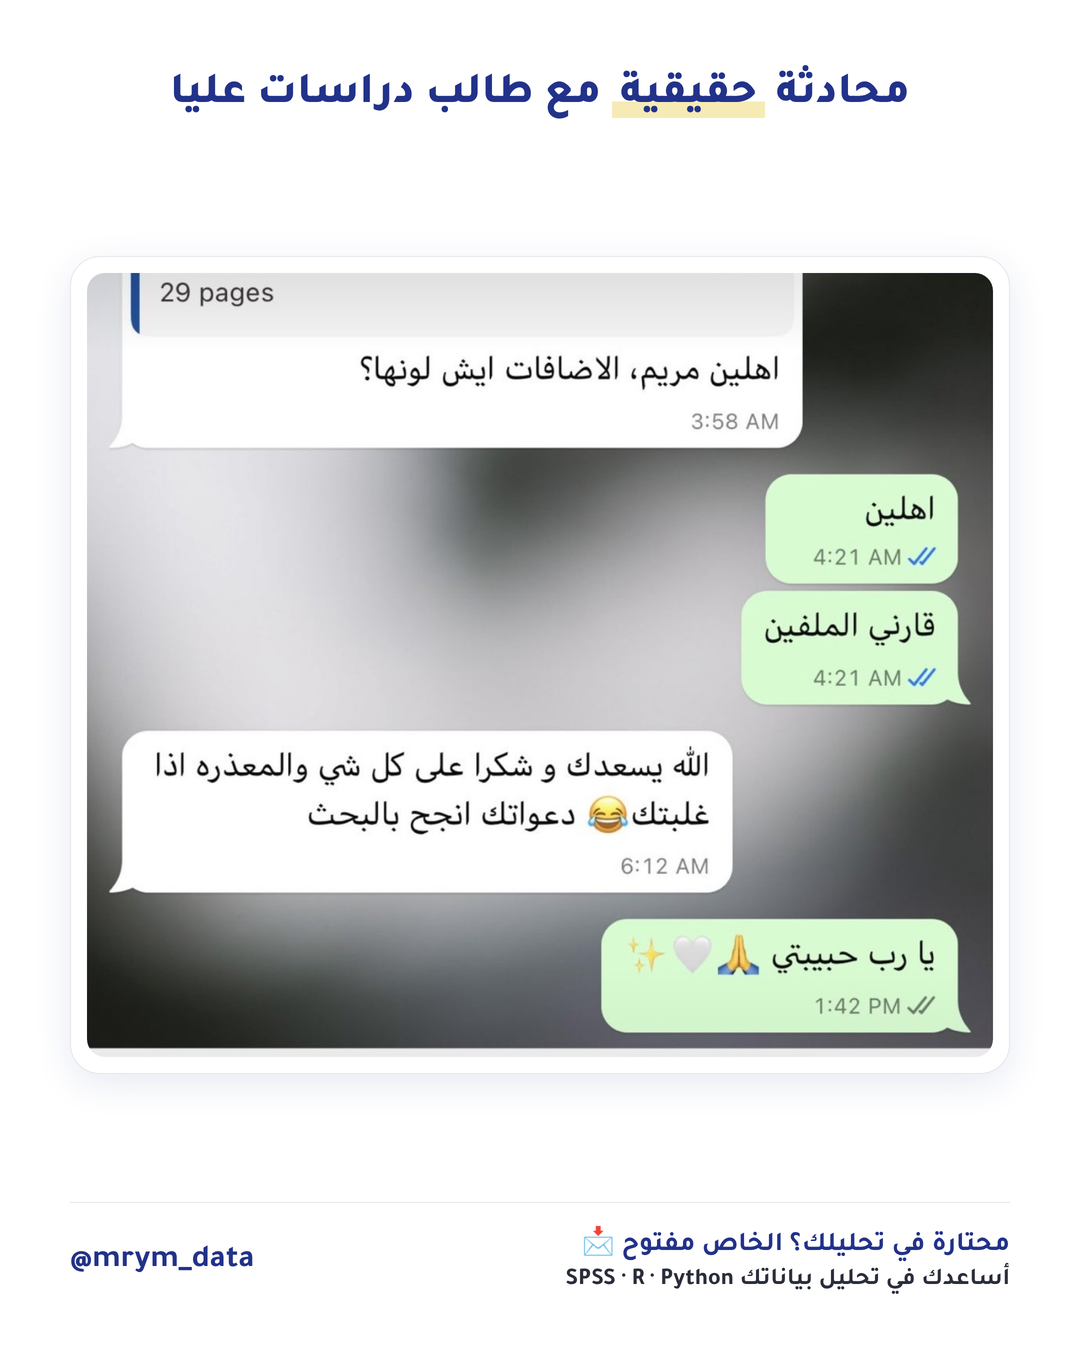 محادثة حقيقية مع طالب دراسات عليا
29 pages
اهلين مريم، الاضافات ايش لونها؟
3:58 AM
اهلين
4:21 AM
قارني الملفين
4:21 AM
الله يسعدك و شكرا على كل شي والمعذره اذا
غلبتك😂 دعواتك انجح بالبحث
6:12 AM
يا رب حبيبتي 🙏🤍✨
1:42 PM
محتارة في تحليلك؟ الخاص مفتوح 📩
أساعدك في تحليل بياناتك SPSS · R · Python
@mrym_data